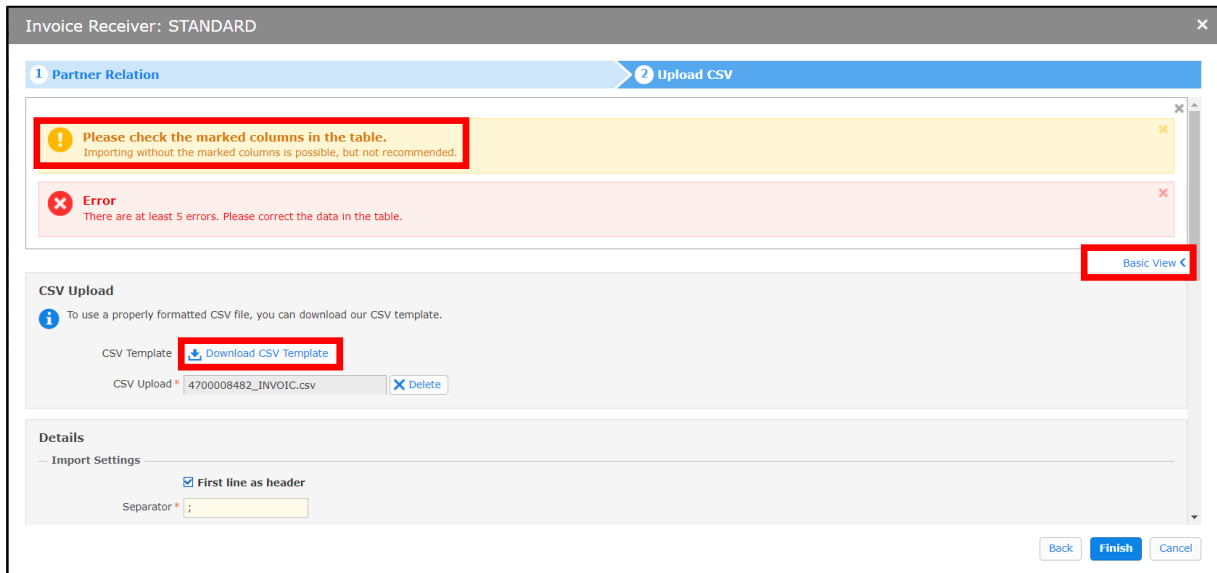 Invoice Receiver: STANDARD
1 Partner Relation
2 Upload CSV
Please check the marked columns in the table.
Importing without the marked columns is possible, but not recommended.
Error
There are at least 5 errors. Please correct the data in the table.
Basic View
CSV Upload
To use a properly formatted CSV file, you can download our CSV template.
CSV Template Download CSV Template
CSV Upload * 4700008482_INVOIC.csv Delete
Details
Import Settings
First line as header
Separator * ;
Back Finish Cancel